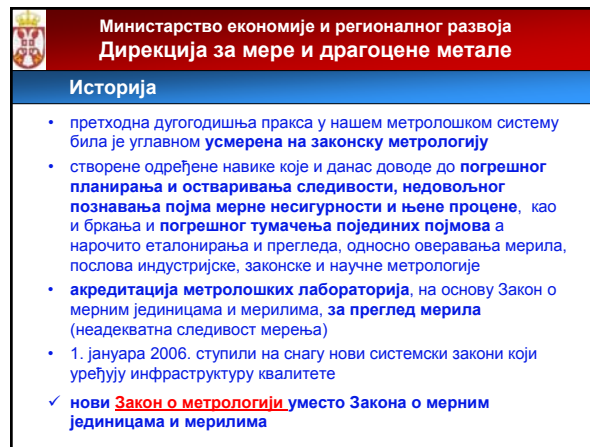 Министарство економије и регионалног развоја
Дирекција за мере и драгоцене метале
Историја
• претходна дугогодишња пракса у нашем метролошком систему
била је углавном усмерена на законску метрологију
• створене одређене навике које и данас доводе до погрешног
планирања и остваривања следивости, недовољног
познавања појма мерне несигурности и њене процене, као
и бркања и погрешног тумачења појединих појмова а
нарочито еталонирања и прегледа, односно оверавања мерила,
послова индустријске, законске и научне метрологије
• акредитација метролошких лабораторија, на основу Закон о
мерним јединицама и мерилима, за преглед мерила
(неадекватна следивост мерења)
• 1. јануара 2006. ступили на снагу нови системски закони који
уређују инфраструктуру квалитете
✓ нови Закон о метрологији уместо Закона о мерним
јединицама и мерилима